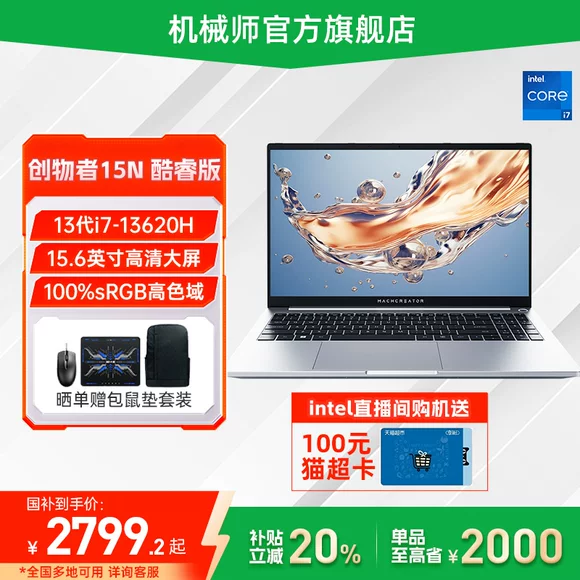 机械师官方旗舰店
intel
CORE
i7
创物者15N 酷睿版
13代i7-13620H
15.6英寸高清大屏
100%sRGB高色域
MACHCREATOR
晒单赠包鼠垫套装
intel直播间购机送
100元
猫超卡
天猫超市
国补到手价:
¥2799.2起
*全国多地可用 详询客服
补贴
立减
20%
单品
至高省
¥2000